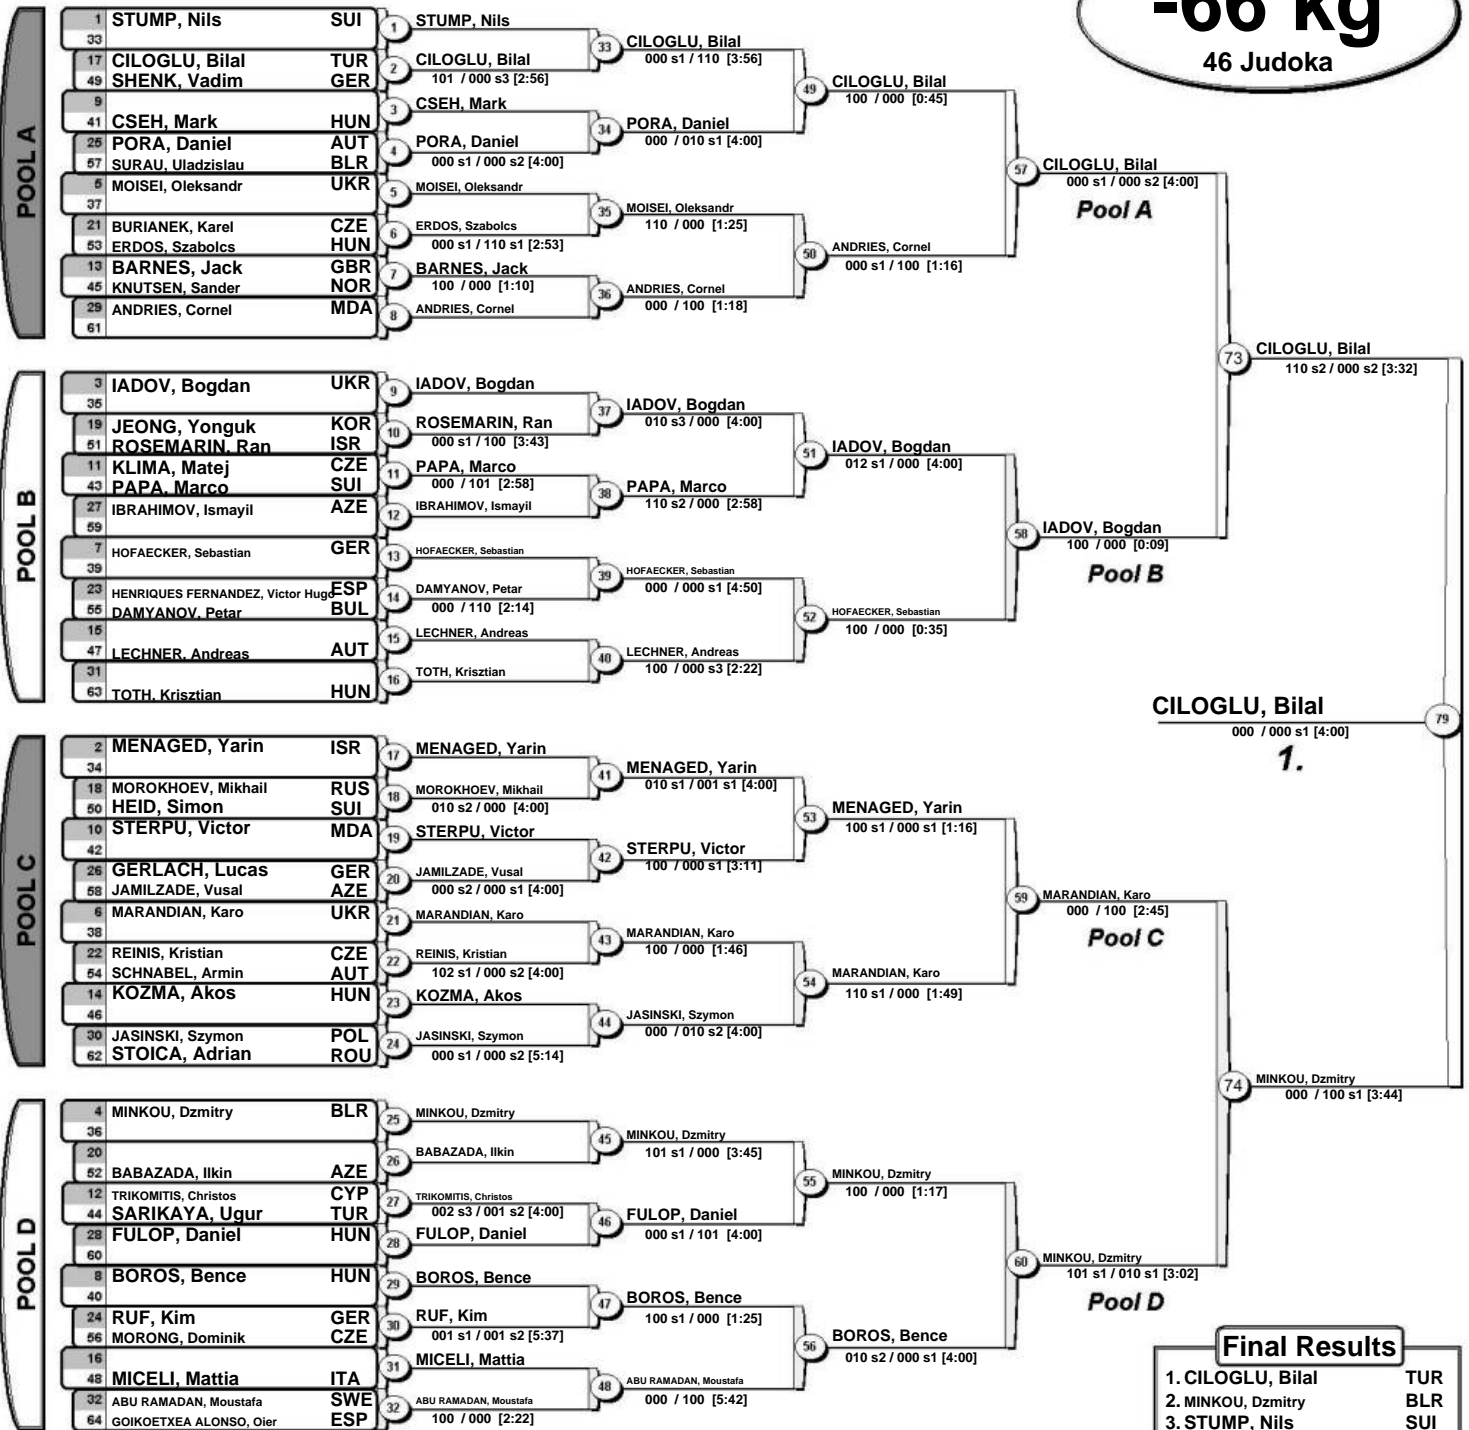 -66 kg
46 Judoka
POOL A
1 STUMP, Nils SUI
33
17 CILOGLU, Bilal TUR
49 SHENK, Vadim GER
9
41 CSEH, Mark HUN
25 PORA, Daniel AUT
57 SURAU, Uladzislau BLR
5 MOISEI, Oleksandr UKR
37
21 BURIANEK, Karel CZE
53 ERDOS, Szabolcs HUN
13 BARNES, Jack GBR
45 KNUTSEN, Sander NOR
29 ANDRIES, Cornel MDA
61
1 STUMP, Nils
2 CILOGLU, Bilal
101 / 000 s3 [2:56]
3 CSEH, Mark
4 PORA, Daniel
000 s1 / 000 s2 [4:00]
5 MOISEI, Oleksandr
6 ERDOS, Szabolcs
000 s1 / 110 s1 [2:53]
7 BARNES, Jack
100 / 000 [1:10]
8 ANDRIES, Cornel
33 CILOGLU, Bilal
000 s1 / 110 [3:56]
34 PORA, Daniel
000 / 010 s1 [4:00]
35 MOISEI, Oleksandr
110 / 000 [1:25]
36 ANDRIES, Cornel
000 / 100 [1:18]
49 CILOGLU, Bilal
100 / 000 [0:45]
50 ANDRIES, Cornel
000 s1 / 100 [1:16]
57 CILOGLU, Bilal
000 s1 / 000 s2 [4:00]
Pool A
POOL B
3 IADOV, Bogdan UKR
35
19 JEONG, Yonguk KOR
51 ROSEMARIN, Ran ISR
11 KLIMA, Matej CZE
43 PAPA, Marco SUI
27 IBRAHIMOV, Ismayil AZE
59
7 HOFAECKER, Sebastian GER
39
23 HENRIQUES FERNANDEZ, Victor Hugo ESP
55 DAMYANOV, Petar BUL
15
47 LECHNER, Andreas AUT
31
63 TOTH, Krisztian HUN
9 IADOV, Bogdan
10 ROSEMARIN, Ran
000 s1 / 100 [3:43]
11 PAPA, Marco
000 / 101 [2:58]
12 IBRAHIMOV, Ismayil
13 HOFAECKER, Sebastian
14 DAMYANOV, Petar
000 / 110 [2:14]
15 LECHNER, Andreas
16 TOTH, Krisztian
37 IADOV, Bogdan
010 s3 / 000 [4:00]
38 PAPA, Marco
110 s2 / 000 [2:58]
39 HOFAECKER, Sebastian
000 / 000 s1 [4:50]
40 LECHNER, Andreas
100 / 000 s3 [2:22]
51 IADOV, Bogdan
012 s1 / 000 [4:00]
52 HOFAECKER, Sebastian
100 / 000 [0:35]
58 IADOV, Bogdan
100 / 000 [0:09]
Pool B
73 CILOGLU, Bilal
110 s2 / 000 s2 [3:32]
CILOGLU, Bilal 79
000 / 000 s1 [4:00]
1.
POOL C
2 MENAGED, Yarin ISR
34
18 MOROKHOEV, Mikhail RUS
50 HEID, Simon SUI
10 STERPU, Victor MDA
42
26 GERLACH, Lucas GER
58 JAMILZADE, Vusal AZE
6 MARANDIAN, Karo UKR
38
22 REINIS, Kristian CZE
54 SCHNABEL, Armin AUT
14 KOZMA, Akos HUN
46
30 JASINSKI, Szymon POL
62 STOICA, Adrian ROU
17 MENAGED, Yarin
18 MOROKHOEV, Mikhail
010 s2 / 000 [4:00]
19 STERPU, Victor
20 JAMILZADE, Vusal
000 s2 / 000 s1 [4:00]
21 MARANDIAN, Karo
22 REINIS, Kristian
102 s1 / 000 s2 [4:00]
23 KOZMA, Akos
24 JASINSKI, Szymon
000 s1 / 000 s2 [5:14]
41 MENAGED, Yarin
010 s1 / 001 s1 [4:00]
42 STERPU, Victor
100 / 000 s1 [3:11]
43 MARANDIAN, Karo
100 / 000 [1:46]
44 JASINSKI, Szymon
000 / 010 s2 [4:00]
53 MENAGED, Yarin
100 s1 / 000 s1 [1:16]
54 MARANDIAN, Karo
110 s1 / 000 [1:49]
59 MARANDIAN, Karo
000 / 100 [2:45]
Pool C
74 MINKOU, Dzmitry
000 / 100 s1 [3:44]
POOL D
4 MINKOU, Dzmitry BLR
36
20
52 BABAZADA, Ilkin AZE
12 TRIKOMITIS, Christos CYP
44 SARIKAYA, Ugur TUR
28 FULOP, Daniel HUN
60
8 BOROS, Bence HUN
40
24 RUF, Kim GER
56 MORONG, Dominik CZE
16
48 MICELI, Mattia ITA
32 ABU RAMADAN, Moustafa SWE
64 GOIKOETXEA ALONSO, Oier ESP
25 MINKOU, Dzmitry
26 BABAZADA, Ilkin
27 TRIKOMITIS, Christos
002 s3 / 001 s2 [4:00]
28 FULOP, Daniel
29 BOROS, Bence
30 RUF, Kim
001 s1 / 001 s2 [5:37]
31 MICELI, Mattia
32 ABU RAMADAN, Moustafa
100 / 000 [2:22]
45 MINKOU, Dzmitry
101 s1 / 000 [3:45]
46 FULOP, Daniel
000 s1 / 101 [4:00]
47 BOROS, Bence
100 s1 / 000 [1:25]
48 ABU RAMADAN, Moustafa
000 / 100 [5:42]
55 MINKOU, Dzmitry
100 / 000 [1:17]
56 BOROS, Bence
010 s2 / 000 s1 [4:00]
60 MINKOU, Dzmitry
101 s1 / 010 s1 [3:02]
Pool D
Final Results
1. CILOGLU, Bilal TUR
2. MINKOU, Dzmitry BLR
3. STUMP, Nils SUI